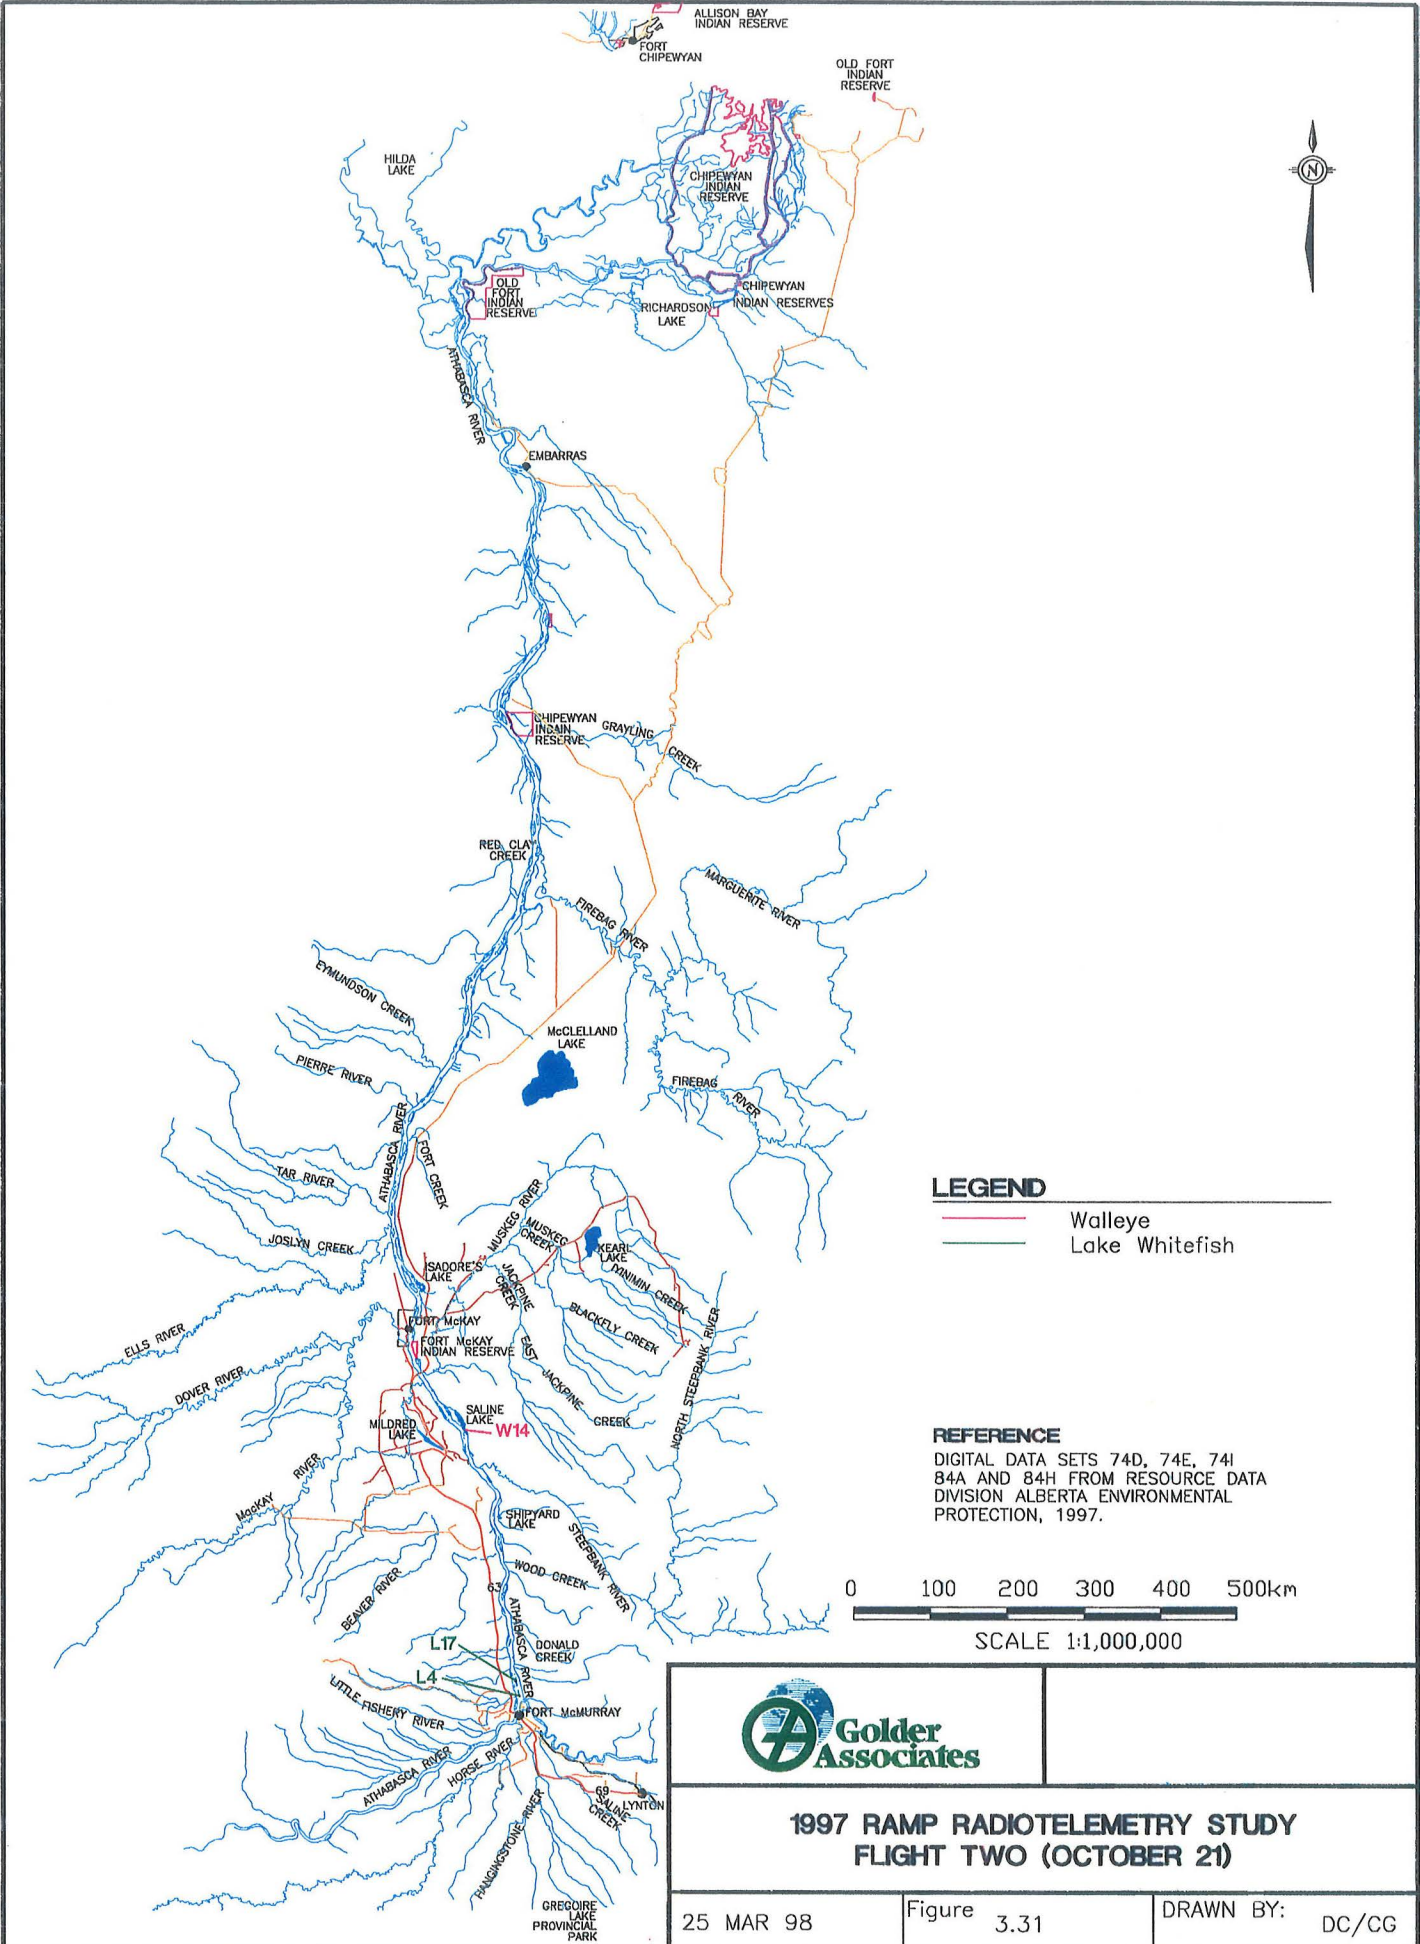 ALLISON BAY
INDIAN RESERVE
FORT
CHIPEWYAN
OLD FORT
INDIAN
RESERVE
HILDA
LAKE
CHIPEWYAN
INDIAN
RESERVE
N
OLD
FORT
INDIAN
RESERVE
CHIPEWYAN
INDIAN RESERVES
RICHARDSON
LAKE
ATHABASCA RIVER
EMBARRAS
CHIPEWYAN
INDAIN
RESERVE
GRAYLING
CREEK
RED CLAY
CREEK
MARGUERITE RIVER
FIREBAG RIVER
EYMUNDSON CREEK
McCLELLAND
LAKE
PIERRE RIVER
FIREBAG
RIVER
ATHABASCA RIVER
FORT CREEK
TAR RIVER
MUSKEG RIVER
MUSKEG
CREEK
JOSLYN CREEK
KEARL
LAKE
ISADORE'S
LAKE
JACKPINE
CREEK
IYINIMIN CREEK
BLACKFLY CREEK
FORT McKAY
FORT McKAY
INDIAN RESERVE
ELLS RIVER
EAST
JACKPINE
CREEK
DOVER RIVER
NORTH STEEPBANK RIVER
SALINE
LAKE
W14
MILDRED
LAKE
RIVER
MacKAY
SHIPYARD
LAKE
STEEPBANK RIVER
WOOD CREEK
BEAVER RIVER
63
ATHABASCA RIVER
L17
DONALD
CREEK
L4
LITTLE FISHERY RIVER
FORT McMURRAY
ATHABASCA RIVER
HORSE RIVER
69
SALINE
CREEK
LYNTON
HANGINGSTONE RIVER
GREGOIRE
LAKE
PROVINCIAL
PARK
LEGEND
Walleye
Lake Whitefish
REFERENCE
DIGITAL DATA SETS 74D, 74E, 74I
84A AND 84H FROM RESOURCE DATA
DIVISION ALBERTA ENVIRONMENTAL
PROTECTION, 1997.
0 100 200 300 400 500km
SCALE 1:1,000,000
Golder
Associates
1997 RAMP RADIOTELEMETRY STUDY
FLIGHT TWO (OCTOBER 21)
25 MAR 98
Figure 3.31
DRAWN BY: DC/CG